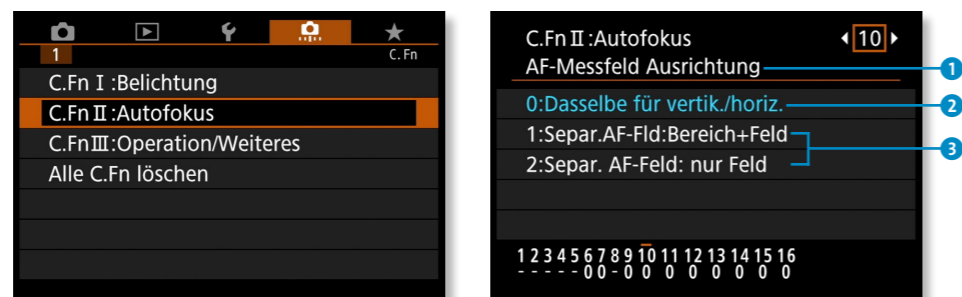 1
C.Fn
C.Fn I :Belichtung
C.Fn II :Autofokus
C.Fn III :Operation/Weiteres
Alle C.Fn löschen
C.Fn II :Autofokus
10
AF-Messfeld Ausrichtung
1
0:Dasselbe für vertik./horiz.
2
1:Separ.AF-Fld:Bereich+Feld
2:Separ. AF-Feld: nur Feld
3
1 2 3 4 5 6 7 8 9 10 11 12 13 14 15 16
- - - - - 0 0 - 0 0 0 0 0 0 0 0